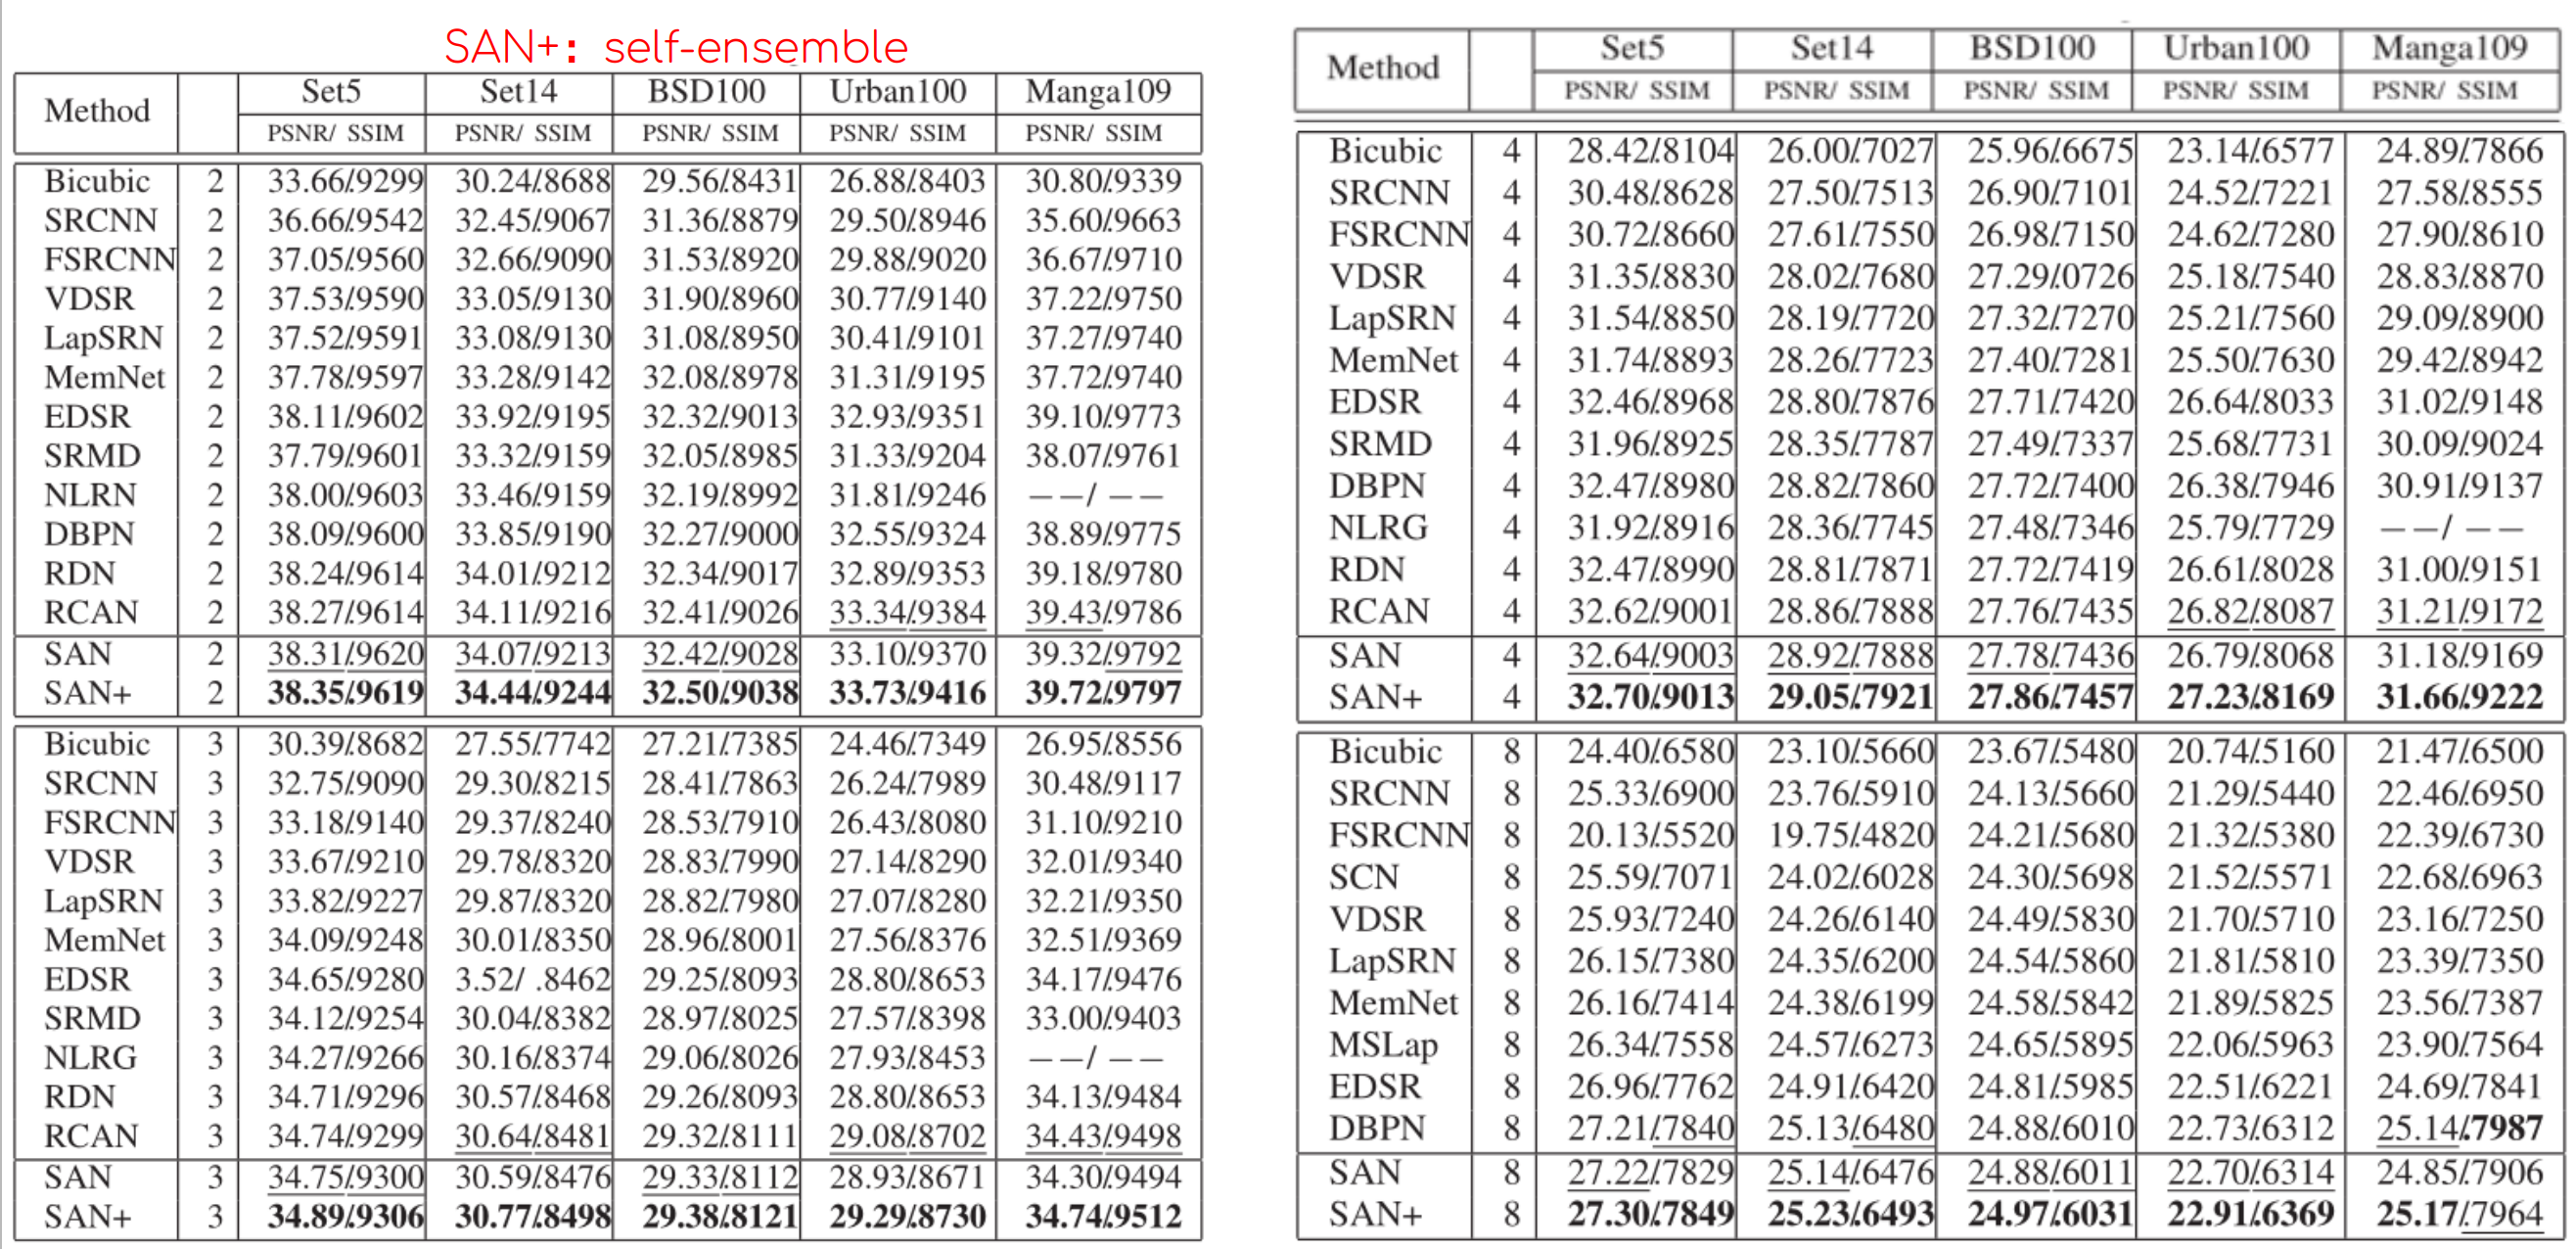 SAN+: self-ensemble
Method Set5 Set14 BSD100 Urban100 Manga109
PSNR/ SSIM PSNR/ SSIM PSNR/ SSIM PSNR/ SSIM PSNR/ SSIM
Bicubic 2 33.66/.9299 30.24/.8688 29.56/.8431 26.88/.8403 30.80/.9339
SRCNN 2 36.66/.9542 32.45/.9067 31.36/.8879 29.50/.8946 35.60/.9663
FSRCNN 2 37.05/.9560 32.66/.9090 31.53/.8920 29.88/.9020 36.67/.9710
VDSR 2 37.53/.9590 33.05/.9130 31.90/.8960 30.77/.9140 37.22/.9750
LapSRN 2 37.52/.9591 33.08/.9130 31.08/.8950 30.41/.9101 37.27/.9740
MemNet 2 37.78/.9597 33.28/.9142 32.08/.8978 31.31/.9195 37.72/.9740
EDSR 2 38.11/.9602 33.92/.9195 32.32/.9013 32.93/.9351 39.10/.9773
SRMD 2 37.79/.9601 33.32/.9159 32.05/.8985 31.33/.9204 38.07/.9761
NLRN 2 38.00/.9603 33.46/.9159 32.19/.8992 31.81/.9246 −−/ −−
DBPN 2 38.09/.9600 33.85/.9190 32.27/.9000 32.55/.9324 38.89/.9775
RDN 2 38.24/.9614 34.01/.9212 32.34/.9017 32.89/.9353 39.18/.9780
RCAN 2 38.27/.9614 34.11/.9216 32.41/.9026 33.34/.9384 39.43/.9786
SAN 2 38.31/.9620 34.07/.9213 32.42/.9028 33.10/.9370 39.32/.9792
SAN+ 2 38.35/.9619 34.44/.9244 32.50/.9038 33.73/.9416 39.72/.9797
Bicubic 3 30.39/.8682 27.55/.7742 27.21/.7385 24.46/.7349 26.95/.8556
SRCNN 3 32.75/.9090 29.30/.8215 28.41/.7863 26.24/.7989 30.48/.9117
FSRCNN 3 33.18/.9140 29.37/.8240 28.53/.7910 26.43/.8080 31.10/.9210
VDSR 3 33.67/.9210 29.78/.8320 28.83/.7990 27.14/.8290 32.01/.9340
LapSRN 3 33.82/.9227 29.87/.8320 28.82/.7980 27.07/.8280 32.21/.9350
MemNet 3 34.09/.9248 30.01/.8350 28.96/.8001 27.56/.8376 32.51/.9369
EDSR 3 34.65/.9280 3.52/ .8462 29.25/.8093 28.80/.8653 34.17/.9476
SRMD 3 34.12/.9254 30.04/.8382 28.97/.8025 27.57/.8398 33.00/.9403
NLRG 3 34.27/.9266 30.16/.8374 29.06/.8026 27.93/.8453 −−/ −−
RDN 3 34.71/.9296 30.57/.8468 29.26/.8093 28.80/.8653 34.13/.9484
RCAN 3 34.74/.9299 30.64/.8481 29.32/.8111 29.08/.8702 34.43/.9498
SAN 3 34.75/.9300 30.59/.8476 29.33/.8112 28.93/.8671 34.30/.9494
SAN+ 3 34.89/.9306 30.77/.8498 29.38/.8121 29.29/.8730 34.74/.9512
Method Set5 Set14 BSD100 Urban100 Manga109
PSNR/ SSIM PSNR/ SSIM PSNR/ SSIM PSNR/ SSIM PSNR/ SSIM
Bicubic 4 28.42/.8104 26.00/.7027 25.96/.6675 23.14/.6577 24.89/.7866
SRCNN 4 30.48/.8628 27.50/.7513 26.90/.7101 24.52/.7221 27.58/.8555
FSRCNN 4 30.72/.8660 27.61/.7550 26.98/.7150 24.62/.7280 27.90/.8610
VDSR 4 31.35/.8830 28.02/.7680 27.29/.0726 25.18/.7540 28.83/.8870
LapSRN 4 31.54/.8850 28.19/.7720 27.32/.7270 25.21/.7560 29.09/.8900
MemNet 4 31.74/.8893 28.26/.7723 27.40/.7281 25.50/.7630 29.42/.8942
EDSR 4 32.46/.8968 28.80/.7876 27.71/.7420 26.64/.8033 31.02/.9148
SRMD 4 31.96/.8925 28.35/.7787 27.49/.7337 25.68/.7731 30.09/.9024
DBPN 4 32.47/.8980 28.82/.7860 27.72/.7400 26.38/.7946 30.91/.9137
NLRG 4 31.92/.8916 28.36/.7745 27.48/.7346 25.79/.7729 −−/ −−
RDN 4 32.47/.8990 28.81/.7871 27.72/.7419 26.61/.8028 31.00/.9151
RCAN 4 32.62/.9001 28.86/.7888 27.76/.7435 26.82/.8087 31.21/.9172
SAN 4 32.64/.9003 28.92/.7888 27.78/.7436 26.79/.8068 31.18/.9169
SAN+ 4 32.70/.9013 29.05/.7921 27.86/.7457 27.23/.8169 31.66/.9222
Bicubic 8 24.40/.6580 23.10/.5660 23.67/.5480 20.74/.5160 21.47/.6500
SRCNN 8 25.33/.6900 23.76/.5910 24.13/.5660 21.29/.5440 22.46/.6950
FSRCNN 8 20.13/.5520 19.75/.4820 24.21/.5680 21.32/.5380 22.39/.6730
SCN 8 25.59/.7071 24.02/.6028 24.30/.5698 21.52/.5571 22.68/.6963
VDSR 8 25.93/.7240 24.26/.6140 24.49/.5830 21.70/.5710 23.16/.7250
LapSRN 8 26.15/.7380 24.35/.6200 24.54/.5860 21.81/.5810 23.39/.7350
MemNet 8 26.16/.7414 24.38/.6199 24.58/.5842 21.89/.5825 23.56/.7387
MSLap 8 26.34/.7558 24.57/.6273 24.65/.5895 22.06/.5963 23.90/.7564
EDSR 8 26.96/.7762 24.91/.6420 24.81/.5985 22.51/.6221 24.69/.7841
DBPN 8 27.21/.7840 25.13/.6480 24.88/.6010 22.73/.6312 25.14/.7987
SAN 8 27.22/.7829 25.14/.6476 24.88/.6011 22.70/.6314 24.85/.7906
SAN+ 8 27.30/.7849 25.23/.6493 24.97/.6031 22.91/.6369 25.17/.7964